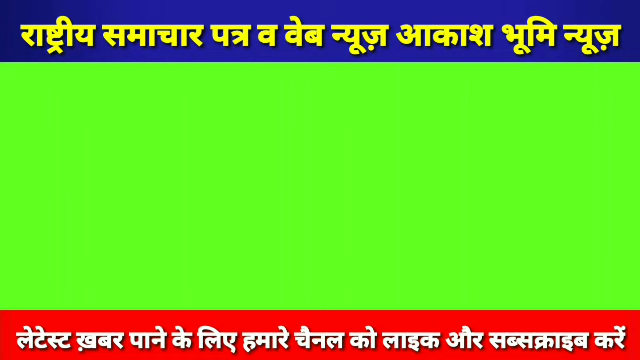 राष्ट्रीय समाचार पत्र व वेब न्यूज़ आकाश भूमि न्यूज़
लेटेस्ट ख़बर पाने के लिए हमारे चैनल को लाइक और सब्सक्राइब करें